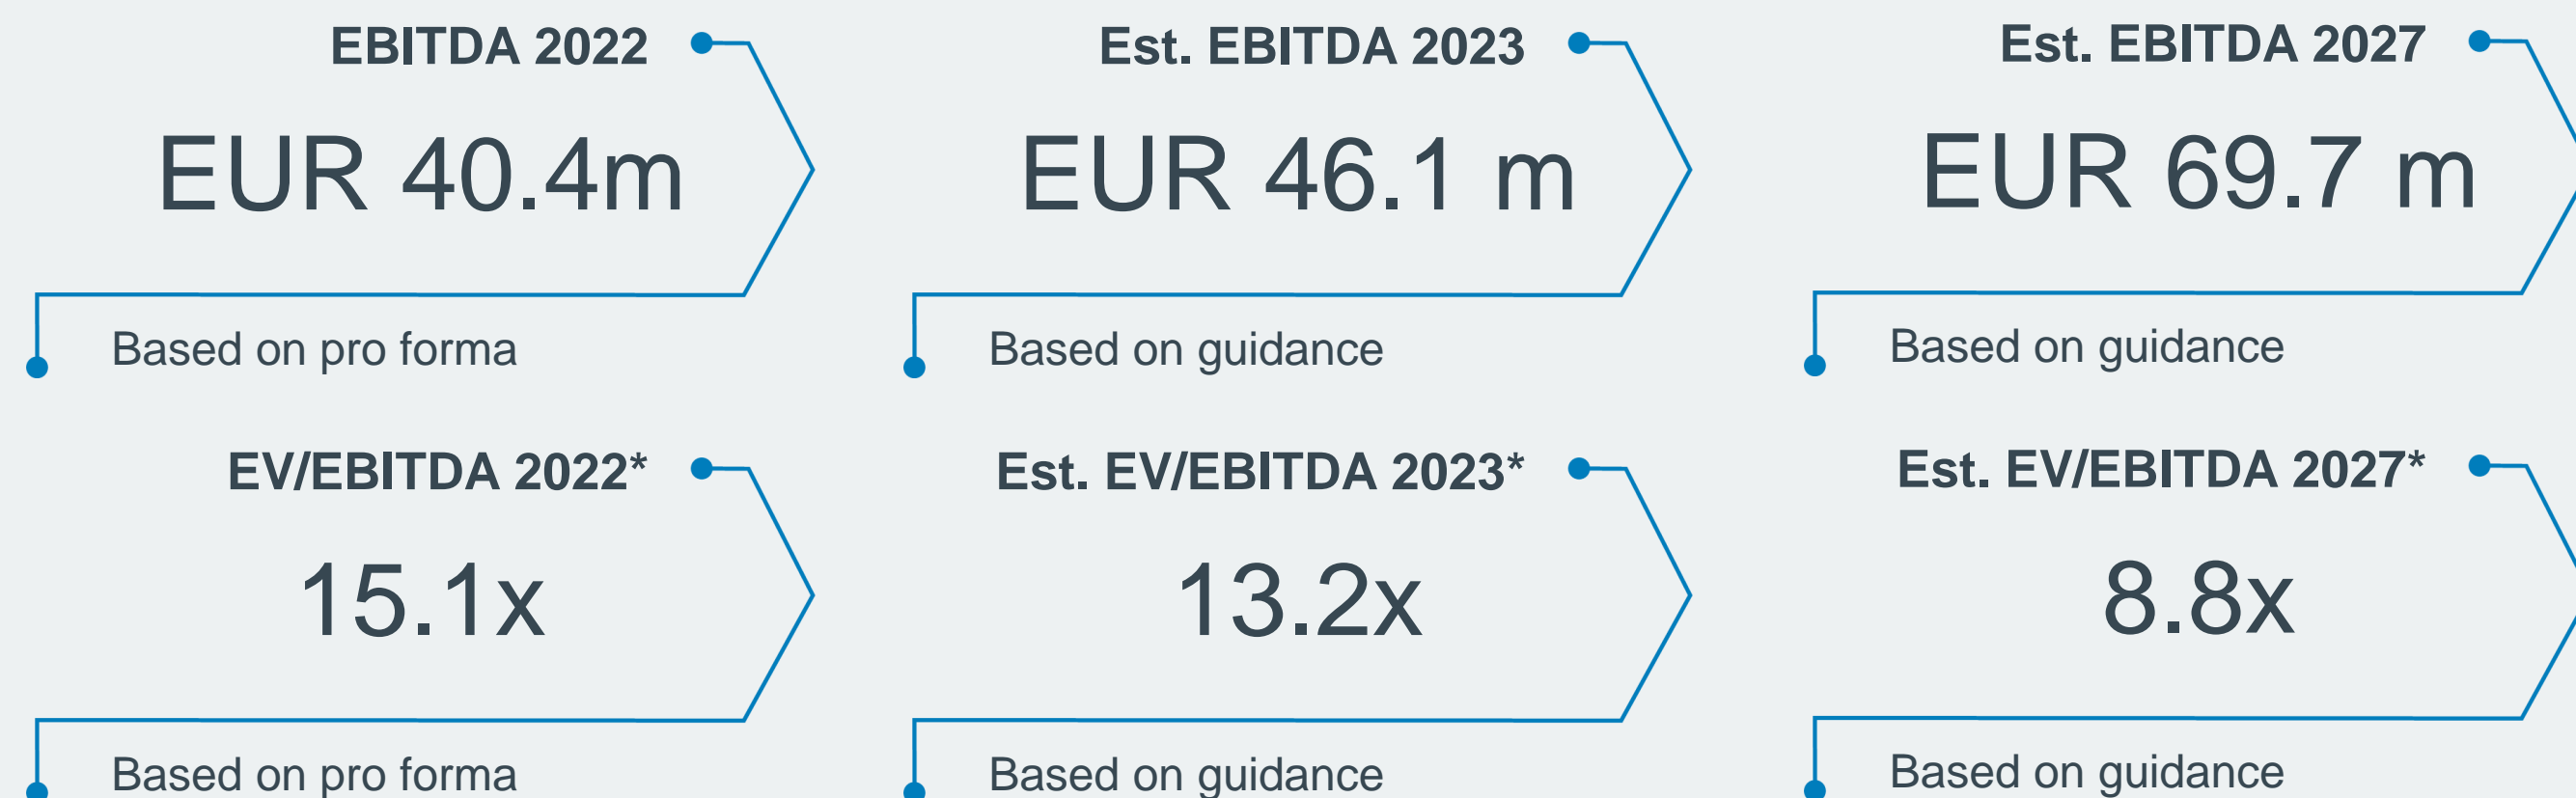 EBITDA 2022
EUR 40.4m
Based on pro forma
Est. EBITDA 2023
EUR 46.1 m
Based on guidance
Est. EBITDA 2027
EUR 69.7 m
Based on guidance
EV/EBITDA 2022*
15.1x
Based on pro forma
Est. EV/EBITDA 2023*
13.2x
Based on guidance
Est. EV/EBITDA 2027*
8.8x
Based on guidance